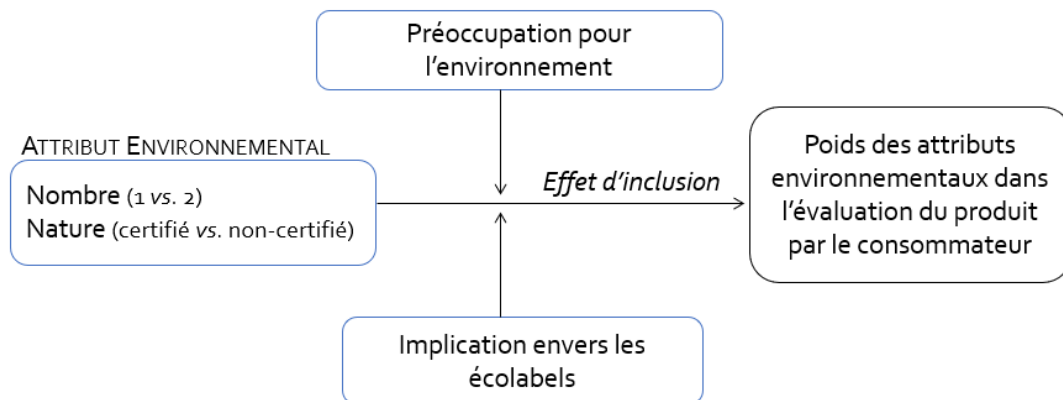 Préoccupation pour
l'environnement
ATTRIBUT ENVIRONNEMENTAL
Nombre (1 vs. 2)
Nature (certifié vs. non-certifié)
Effet d'inclusion
Poids des attributs
environnementaux dans
l'évaluation du produit
par le consommateur
Implication envers les
écolabels